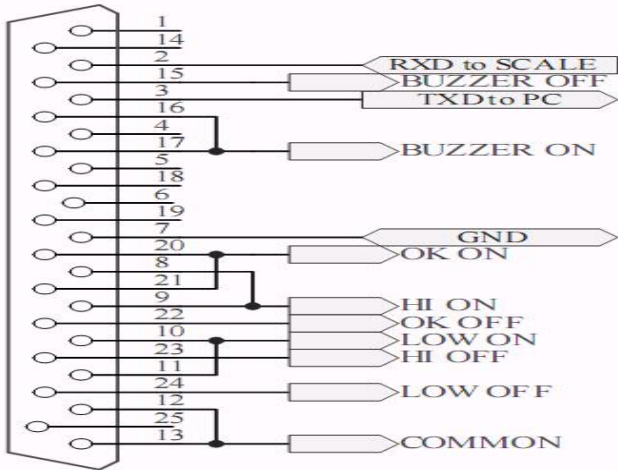 1
14
2
RXD to SCALE
15
BUZZER OFF
3
TXD to PC
16
4
17
BUZZER ON
5
18
6
19
7
GND
20
OK ON
8
21
9
HI ON
22
OK OFF
10
LOW ON
23
HI OFF
11
24
LOW OFF
12
25
13
COMMON